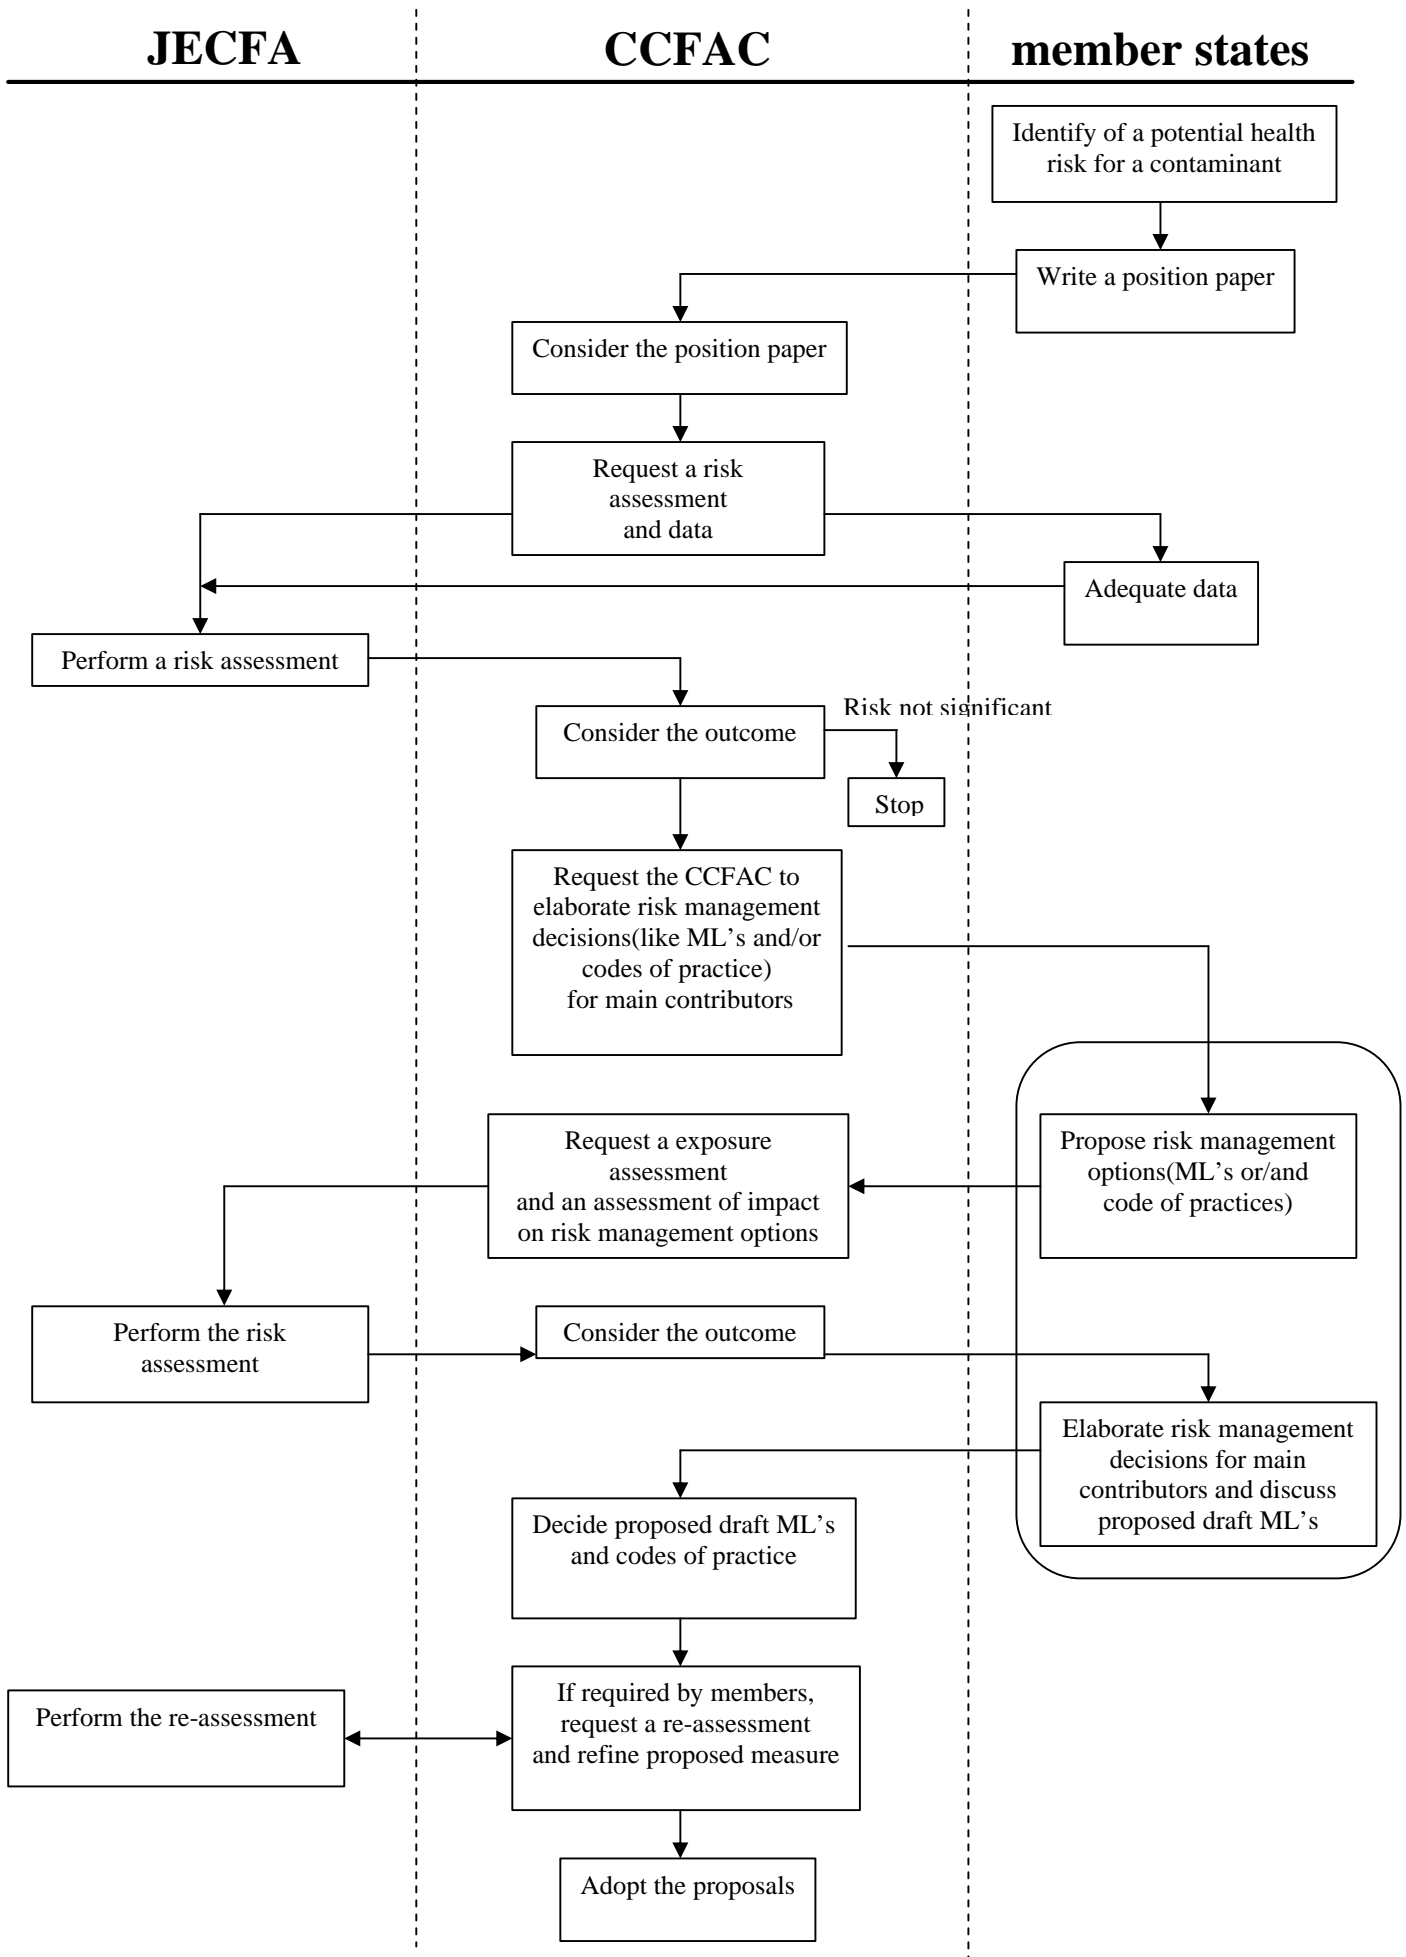 JECFA
CCFAC
member states
Identify of a potential health
risk for a contaminant
Write a position paper
Consider the position paper
Request a risk
assessment
and data
Adequate data
Perform a risk assessment
Risk not significant
Consider the outcome
Stop
Request the CCFAC to
elaborate risk management
decisions(like ML’s and/or
codes of practice)
for main contributors
Propose risk management
options(ML’s or/and
code of practices)
Request a exposure
assessment
and an assessment of impact
on risk management options
Perform the risk
assessment
Consider the outcome
Elaborate risk management
decisions for main
contributors and discuss
proposed draft ML’s
Decide proposed draft ML’s
and codes of practice
If required by members,
request a re-assessment
and refine proposed measure
Perform the re-assessment
Adopt the proposals